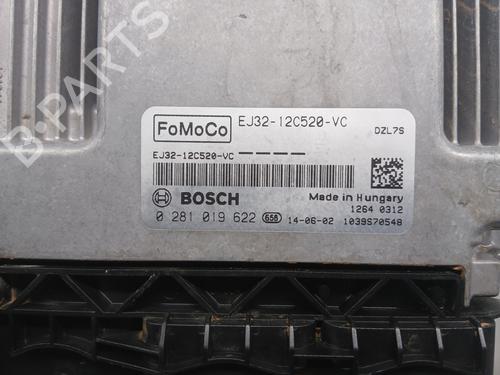 B-PARTS
FoMoCo
EJ32-12C520-VC
DZL7S
EJ32-12C520-VC ————
BOSCH
Made in Hungary
1264 0312
0 281 019 622 656 14-06-02 1039S70548